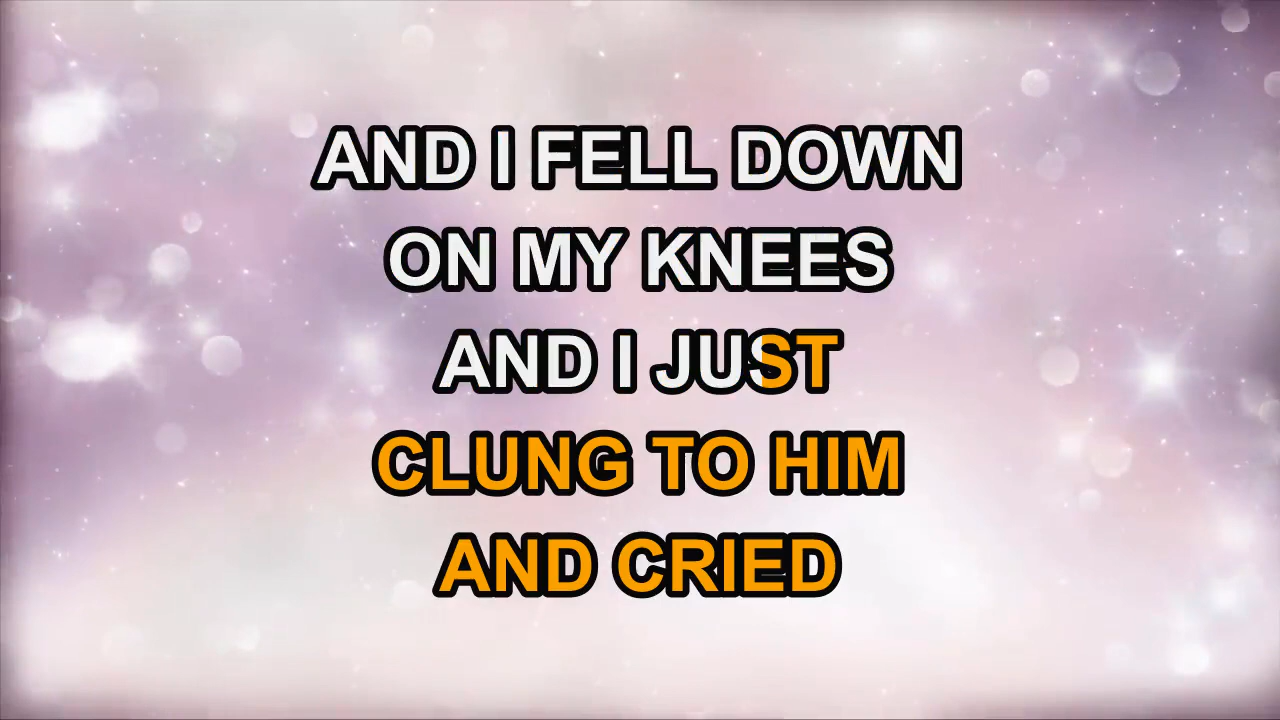 AND I FELL DOWN
ON MY KNEES
AND I JUST
CLUNG TO HIM
AND CRIED